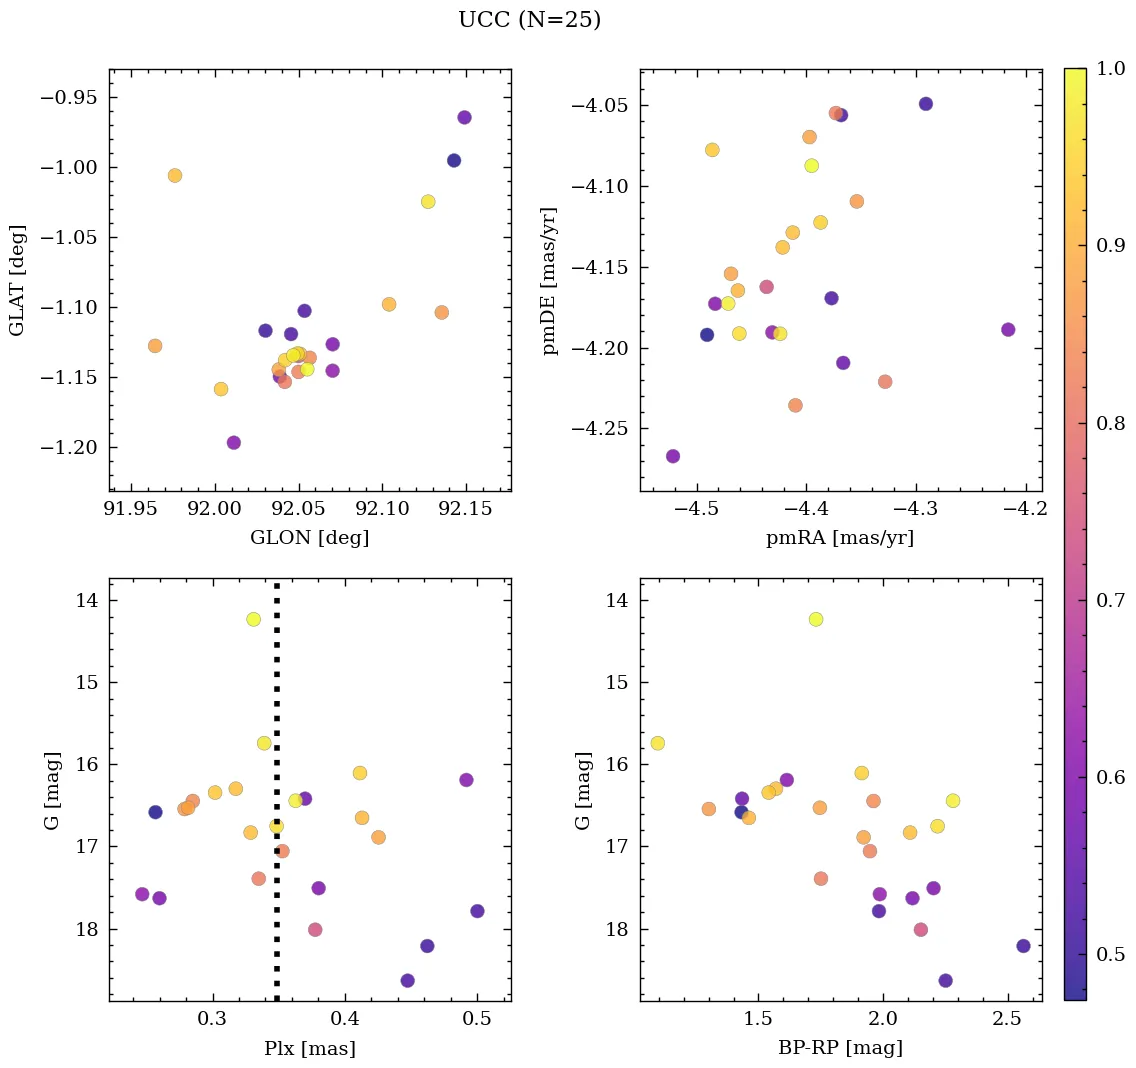 UCC (N=25)
−0.95
−1.00
−1.05
−1.10
−1.15
−1.20
GLAT [deg]
91.95 92.00 92.05 92.10 92.15
GLON [deg]
−4.05
−4.10
−4.15
−4.20
−4.25
pmDE [mas/yr]
−4.5 −4.4 −4.3 −4.2
pmRA [mas/yr]
14
15
16
17
18
G [mag]
0.3 0.4 0.5
Plx [mas]
14
15
16
17
18
G [mag]
1.5 2.0 2.5
BP-RP [mag]
1.0
0.9
0.8
0.7
0.6
0.5